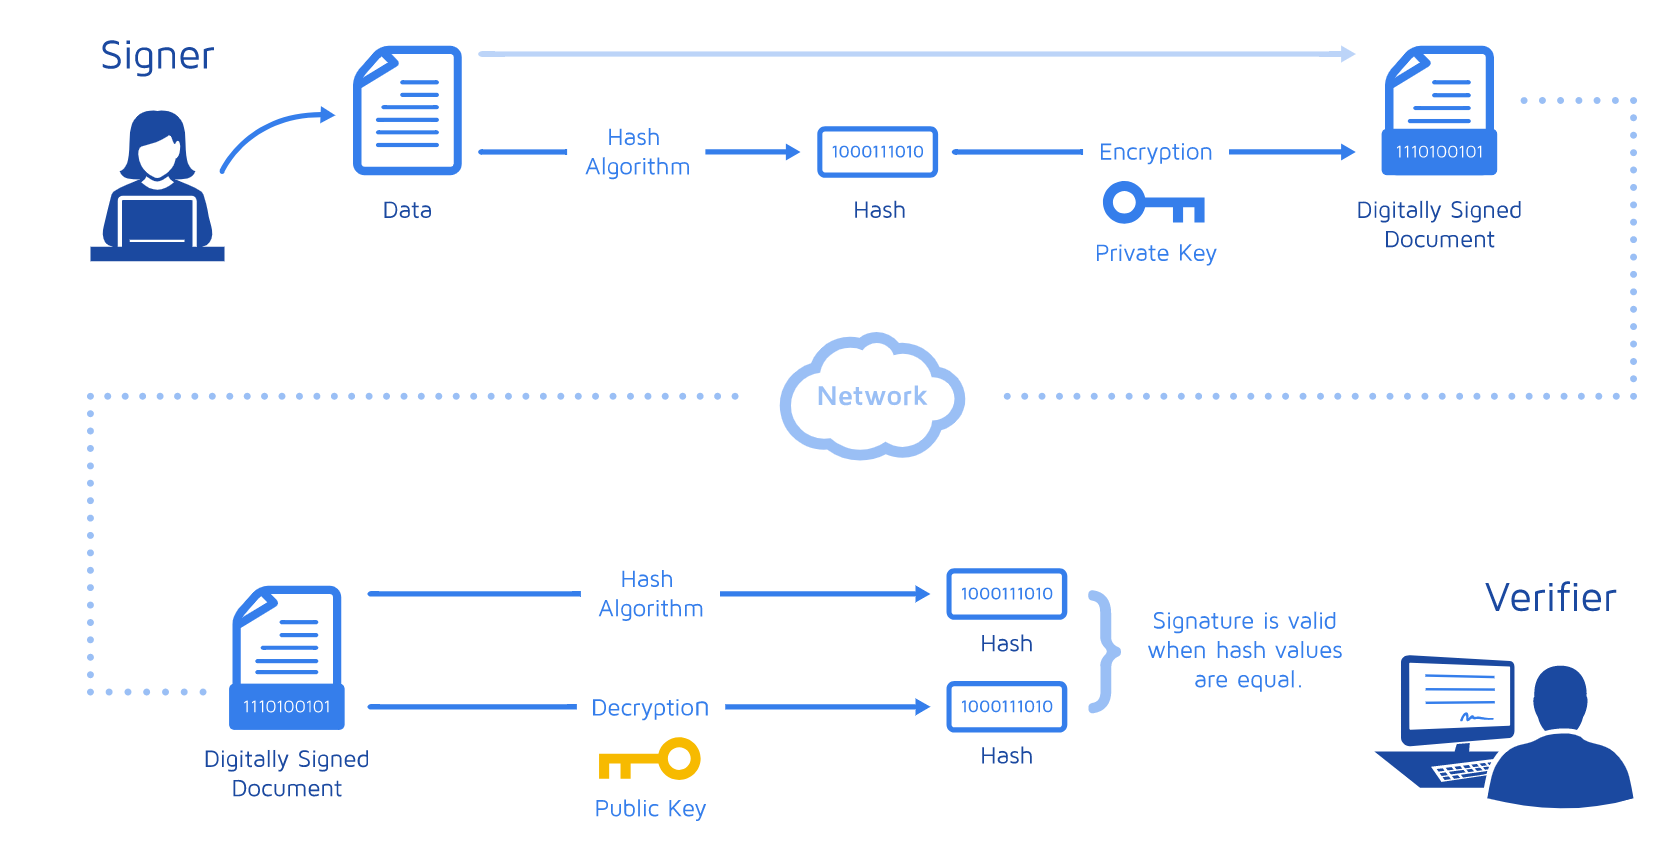 Signer
Hash
Algorithm
1000111010
Encryption
1110100101
Data
Hash
Private Key
Digitally Signed
Document
Network
Hash
Algorithm
1000111010
Hash
Signature is valid
when hash values
are equal.
Verifier
1110100101
Decryption
1000111010
Hash
Digitally Signed
Document
Public Key